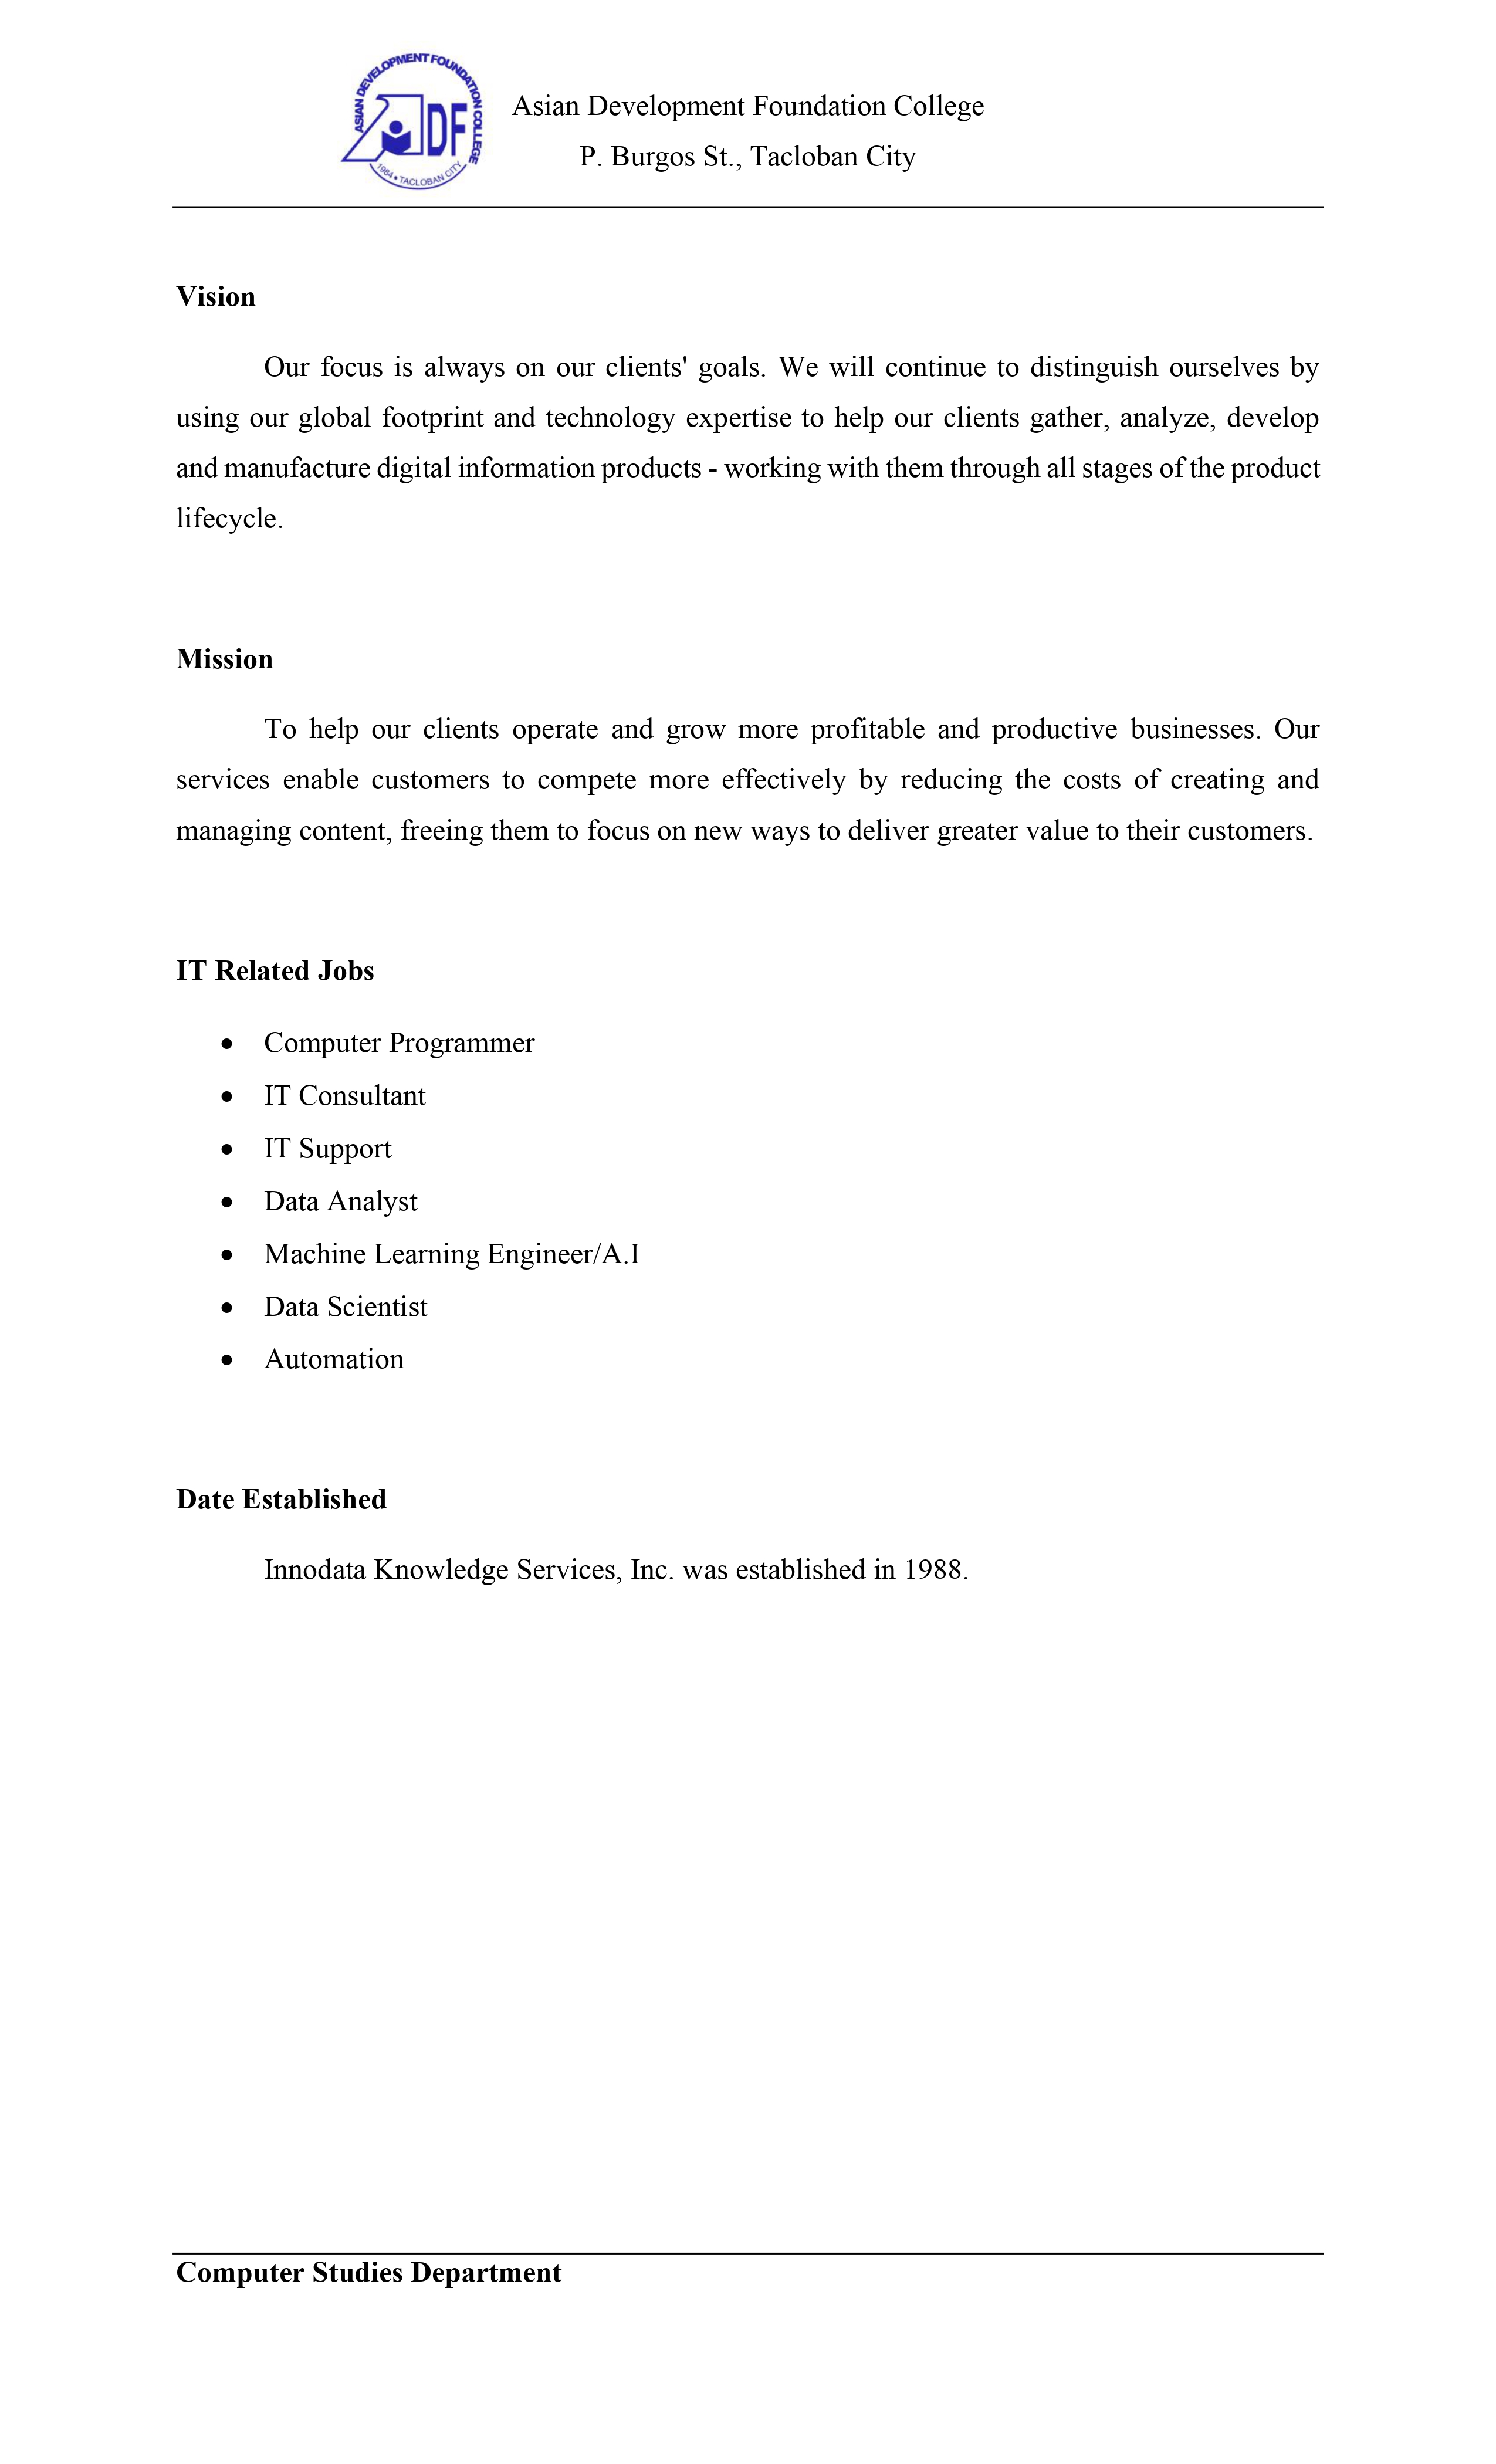 ASIAN DEVELOPMENT FOUNDATION COLLEGE
ADF
1984 • TACLOBAN CITY
Asian Development Foundation College
P. Burgos St., Tacloban City
Vision
Our focus is always on our clients' goals. We will continue to distinguish ourselves by
using our global footprint and technology expertise to help our clients gather, analyze, develop
and manufacture digital information products - working with them through all stages of the product
lifecycle.
Mission
To help our clients operate and grow more profitable and productive businesses. Our
services enable customers to compete more effectively by reducing the costs of creating and
managing content, freeing them to focus on new ways to deliver greater value to their customers.
IT Related Jobs
• Computer Programmer
• IT Consultant
• IT Support
• Data Analyst
• Machine Learning Engineer/A.I
• Data Scientist
• Automation
Date Established
Innodata Knowledge Services, Inc. was established in 1988.
Computer Studies Department